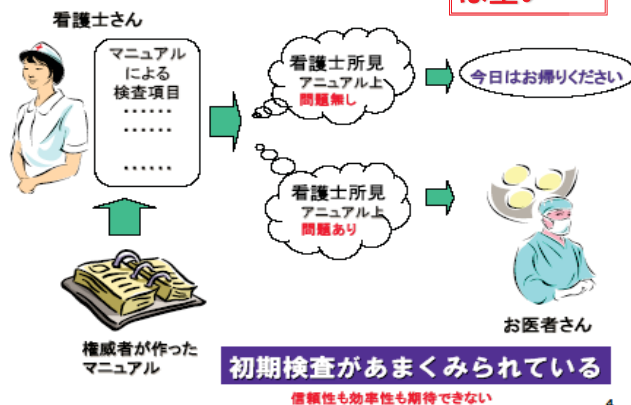 看護士さん
マニュアル
による
検査項目
‥‥‥
‥‥‥
‥‥‥
看護士所見
アニュアル上
問題無し
今日はお帰りください
看護士所見
アニュアル上
問題あり
権威者が作った
マニュアル
お医者さん
初期検査があまくみられている
信頼性も効率性も期待できない
4